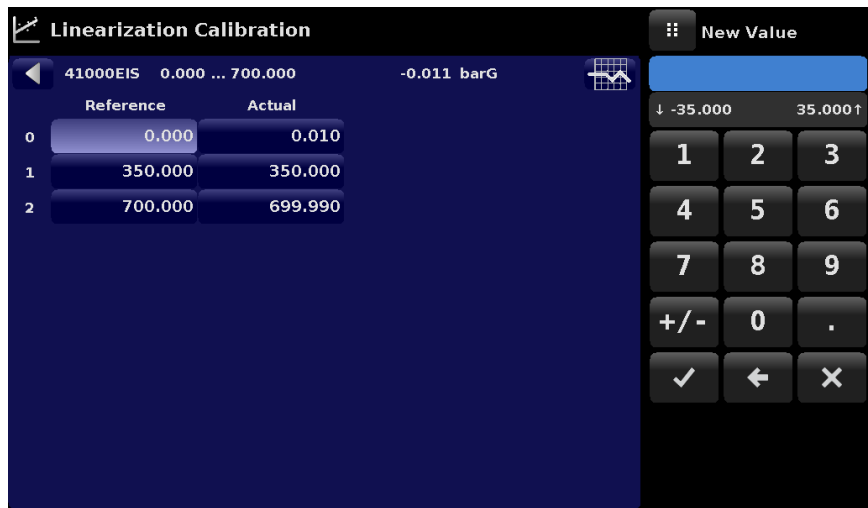 Linearization Calibration
41000EIS 0.000 ... 700.000 -0.011 barG
Reference Actual
0 0.000 0.010
1 350.000 350.000
2 700.000 699.990
New Value
↓ -35.000 35.000↑
1 2 3
4 5 6
7 8 9
+/- 0 .